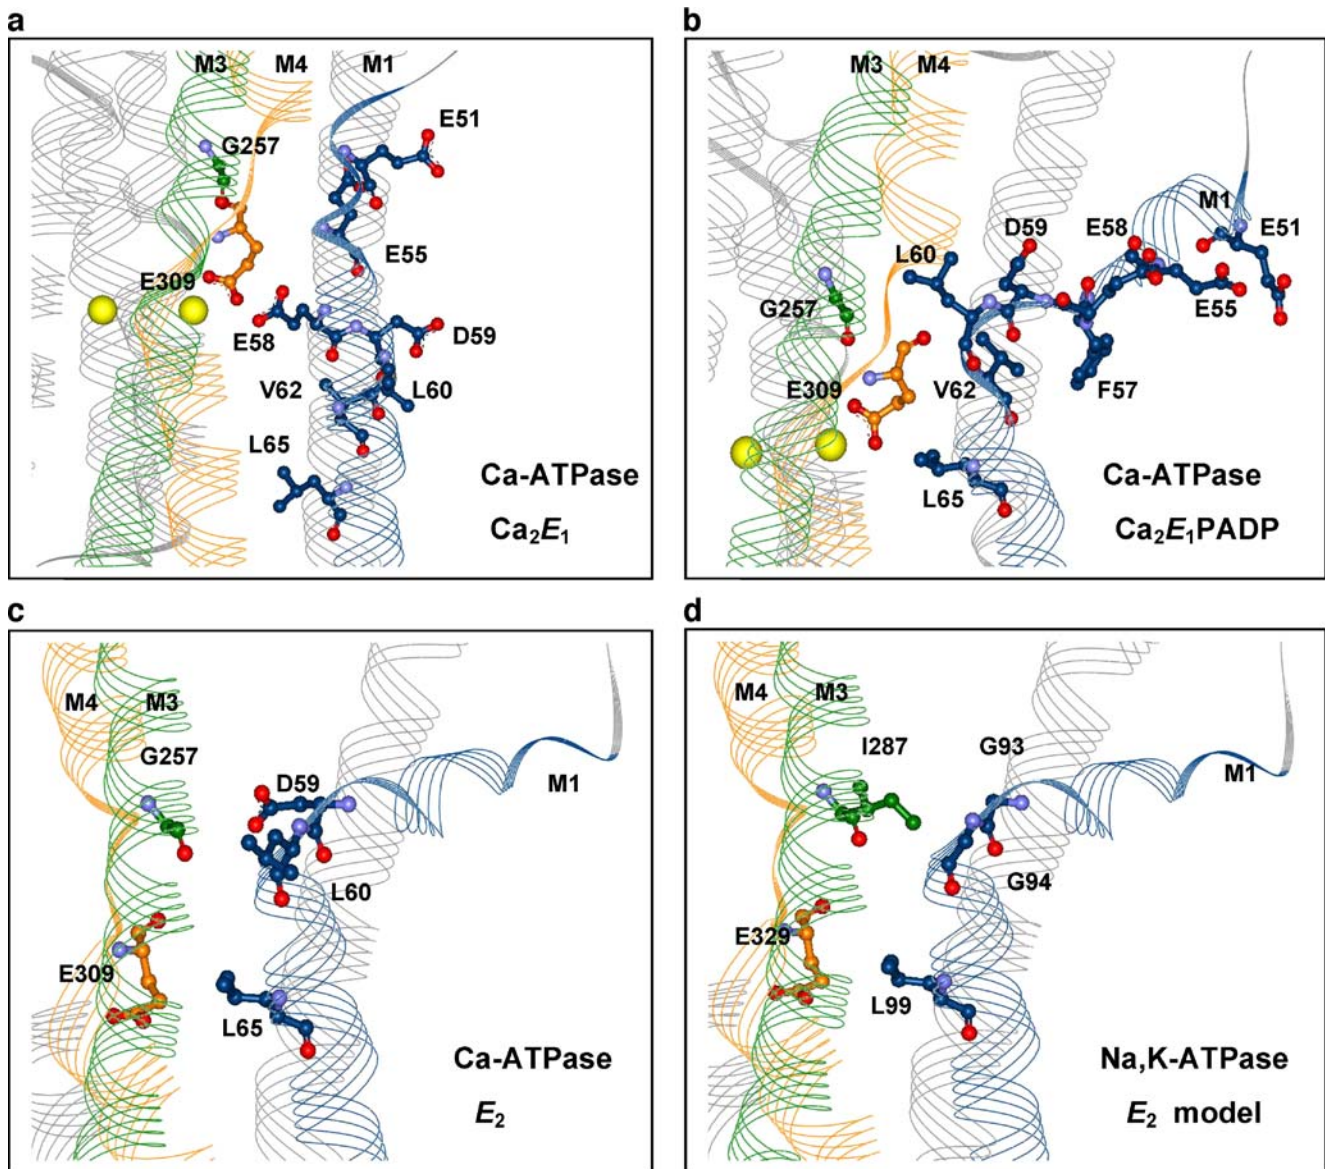 a
M3 M4 M1
E51
G257
E55
E309
E58
D59
V62
L60
L65
Ca-ATPase
Ca₂E₁
b
M3 M4
M1
D59 E58 E51
L60
G257
E55
E309 V62 F57
L65
Ca-ATPase
Ca₂E₁PADP
c
M4 M3
G257
D59
M1
L60
E309
L65
Ca-ATPase
E₂
d
M4 M3
I287 G93
M1
G94
E329
L99
Na,K-ATPase
E₂ model